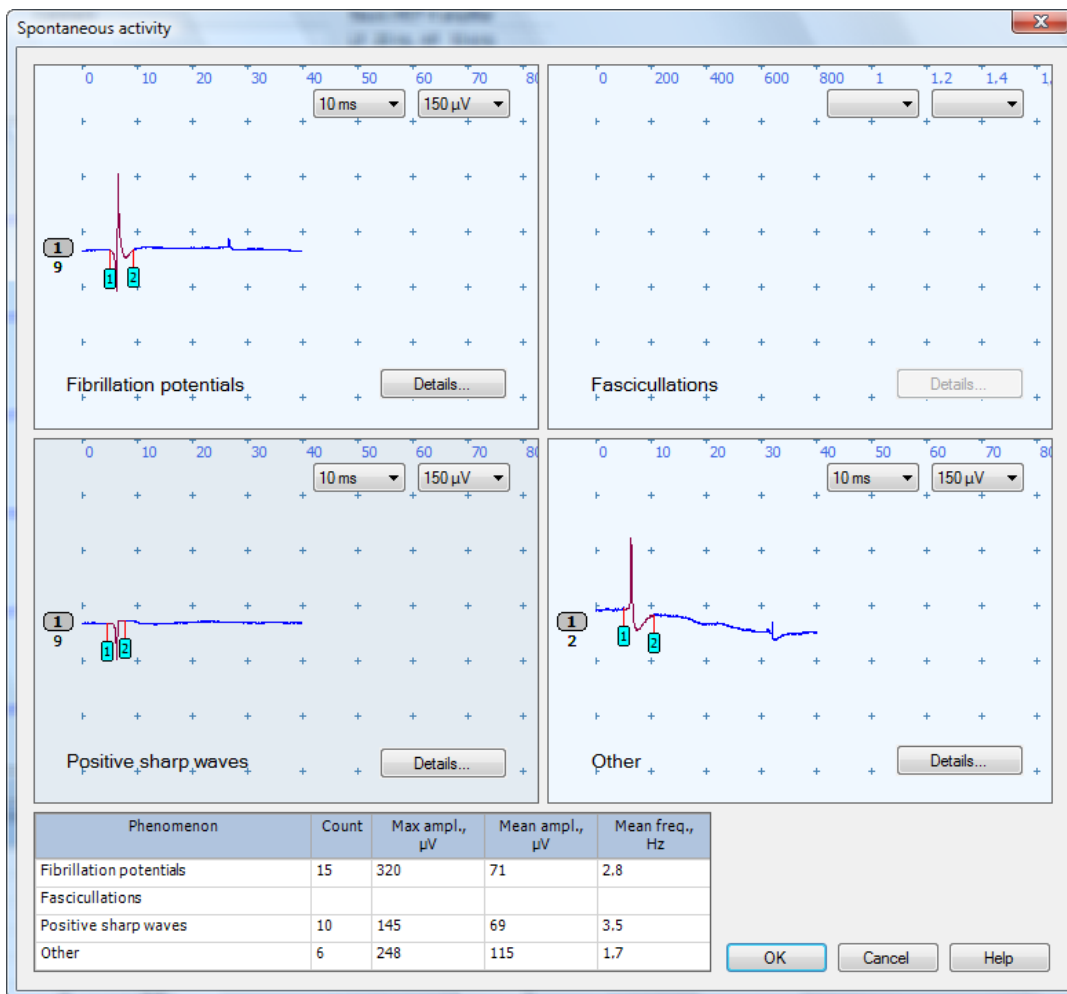 Spontaneous activity
0 10 20 30 40 50 60 70 80
10 ms 150 µV
1
9
1 2
Fibrillation potentials Details...
0 200 400 600 800 1 1,2 1,4 1,
Fascicullations Details...
0 10 20 30 40 50 60 70 80
10 ms 150 µV
1
9
1 2
Positive sharp waves Details...
0 10 20 30 40 50 60 70 80
10 ms 150 µV
1
2
1 2
Other Details...
Phenomenon Count Max ampl., Mean ampl., Mean freq.,
µV µV Hz
Fibrillation potentials 15 320 71 2.8
Fascicullations
Positive sharp waves 10 145 69 3.5
Other 6 248 115 1.7
OK Cancel Help